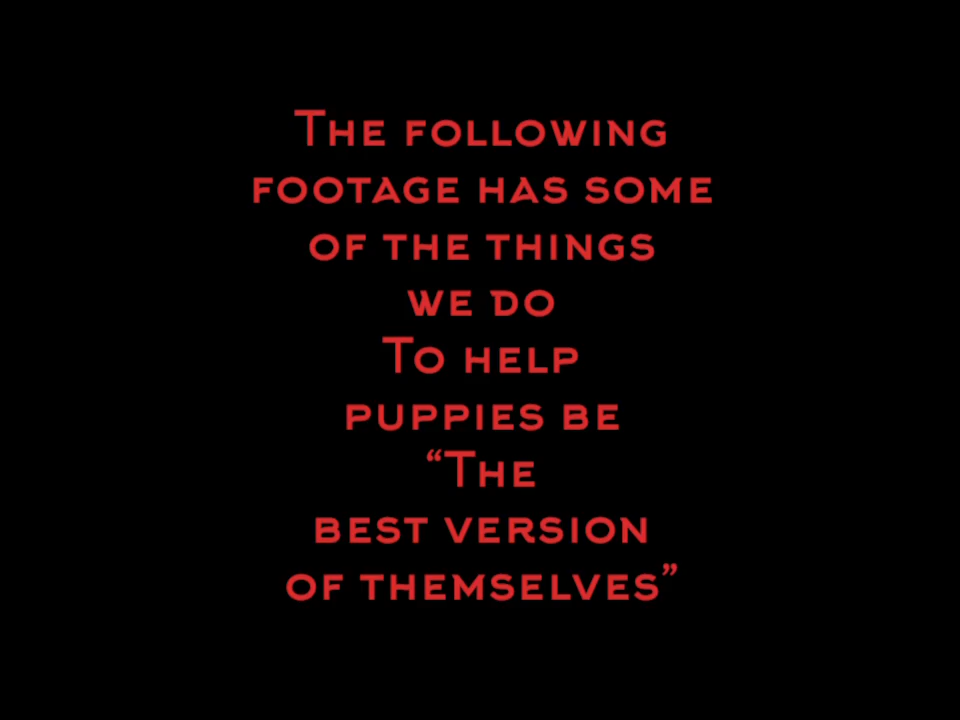 The following
footage has some
of the things
we do
To help
puppies be
“The
best version
of themselves”